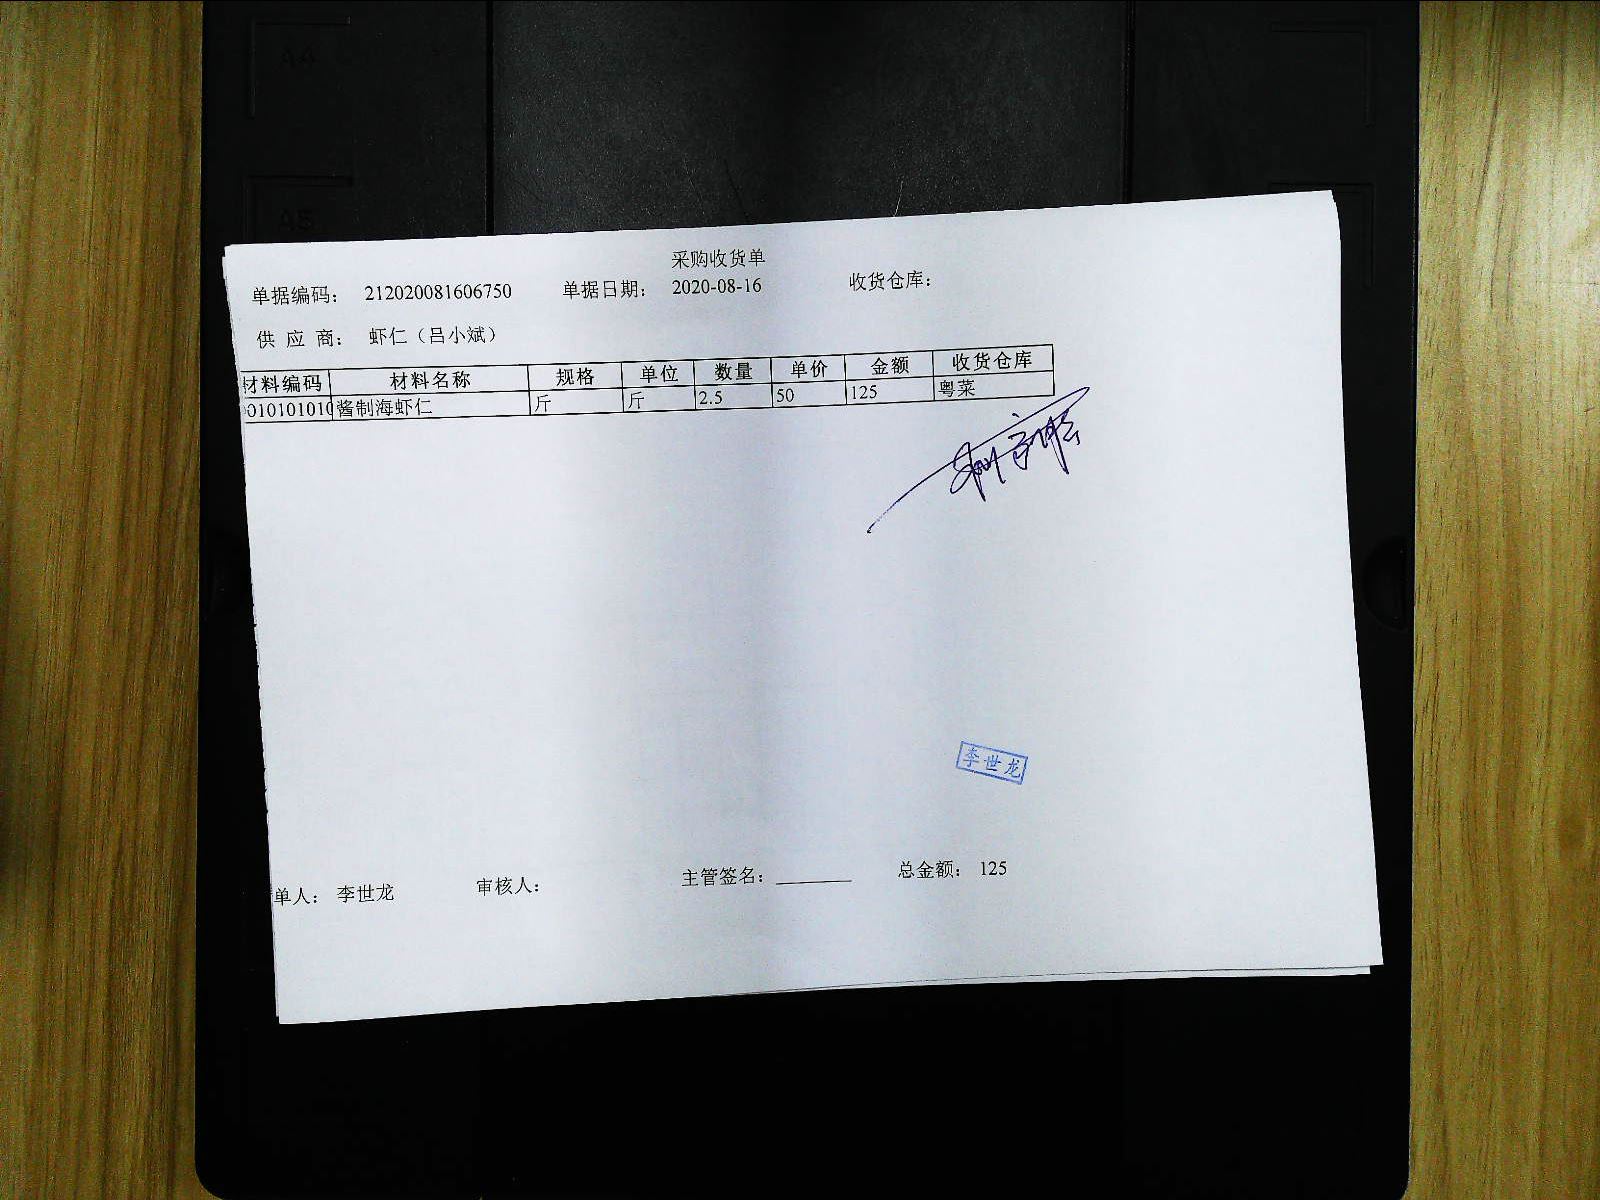 A4
A5
采购收货单
单据编码: 212020081606750 单据日期: 2020-08-16 收货仓库:
供 应 商: 虾仁（吕小斌）
材料编码 材料名称 规格 单位 数量 单价 金额 收货仓库
010101010 酱制海虾仁 斤 斤 2.5 50 125 粤菜
李世龙
单人: 李世龙 审核人: 主管签名: 总金额: 125